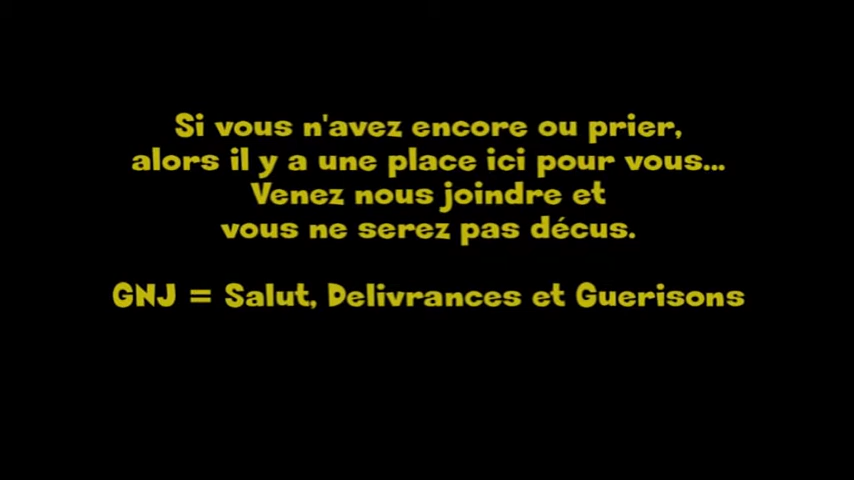 Si vous n'avez encore ou prier,
alors il y a une place ici pour vous...
Venez nous joindre et
vous ne serez pas décus.
GNJ = Salut, Delivrances et Guerisons